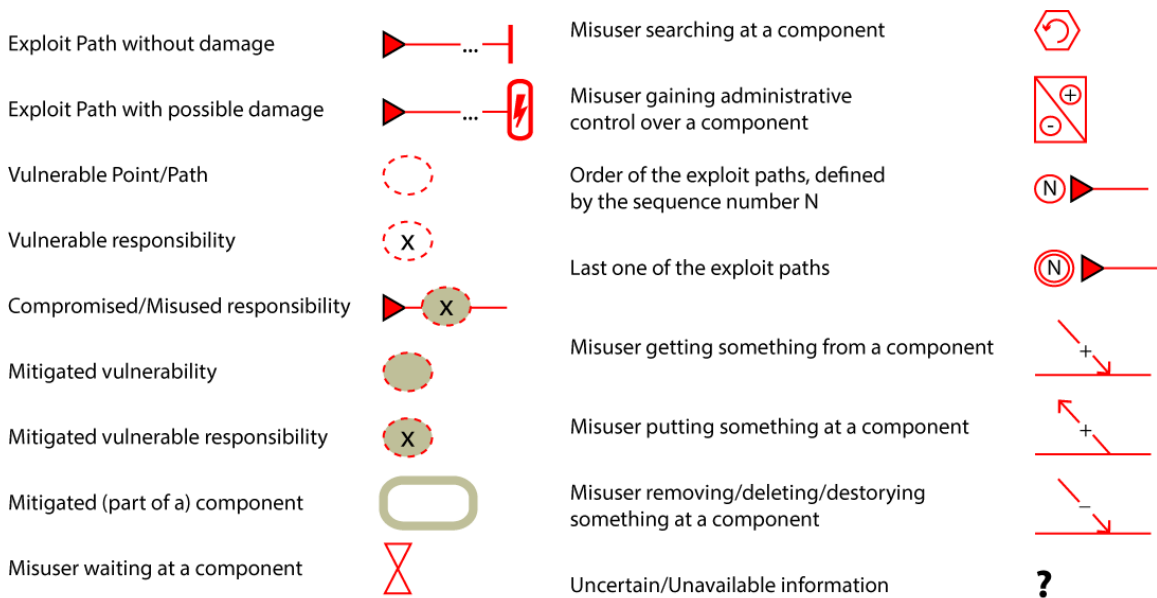 Exploit Path without damage
...
Exploit Path with possible damage
...
Vulnerable Point/Path
Vulnerable responsibility
X
Compromised/Misused responsibility
X
Mitigated vulnerability
Mitigated vulnerable responsibility
X
Mitigated (part of a) component
Misuser waiting at a component
Misuser searching at a component
Misuser gaining administrative
control over a component
+
-
Order of the exploit paths, defined
by the sequence number N
N
Last one of the exploit paths
N
Misuser getting something from a component
+
Misuser putting something at a component
+
Misuser removing/deleting/destorying
something at a component
–
Uncertain/Unavailable information
?